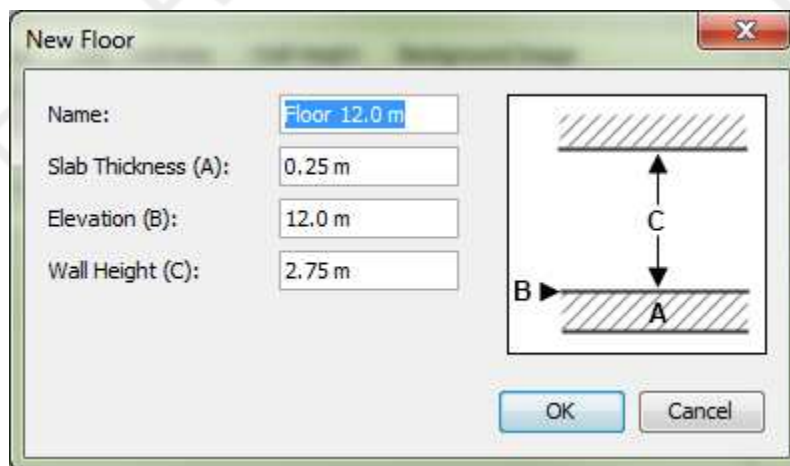 New Floor
Name: Floor 12.0 m
Slab Thickness (A): 0.25 m
Elevation (B): 12.0 m
Wall Height (C): 2.75 m
C
B
A
OK Cancel